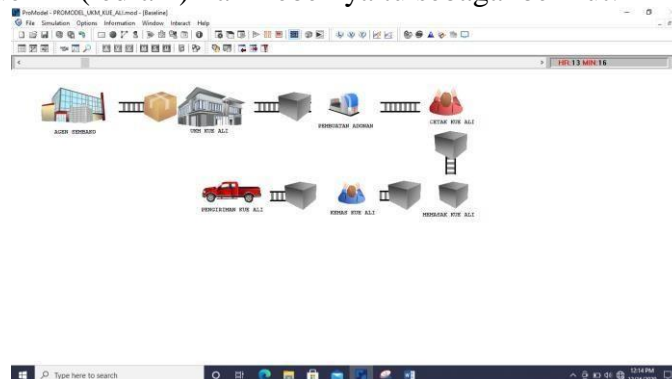 ProModel - PROMODEL_UKM_KUE_ALI.mod - [Baseline]
File Simulation Options Information Window Interact Help
HR:13 MIN:16
AGEN SEMBAKO
UKM KUE ALI
PEMBUATAN ADONAN
CETAK KUE ALI
PENGIRIMAN KUE ALI
KEMAS KUE ALI
MEMASAK KUE ALI
Type here to search
12:14 PM